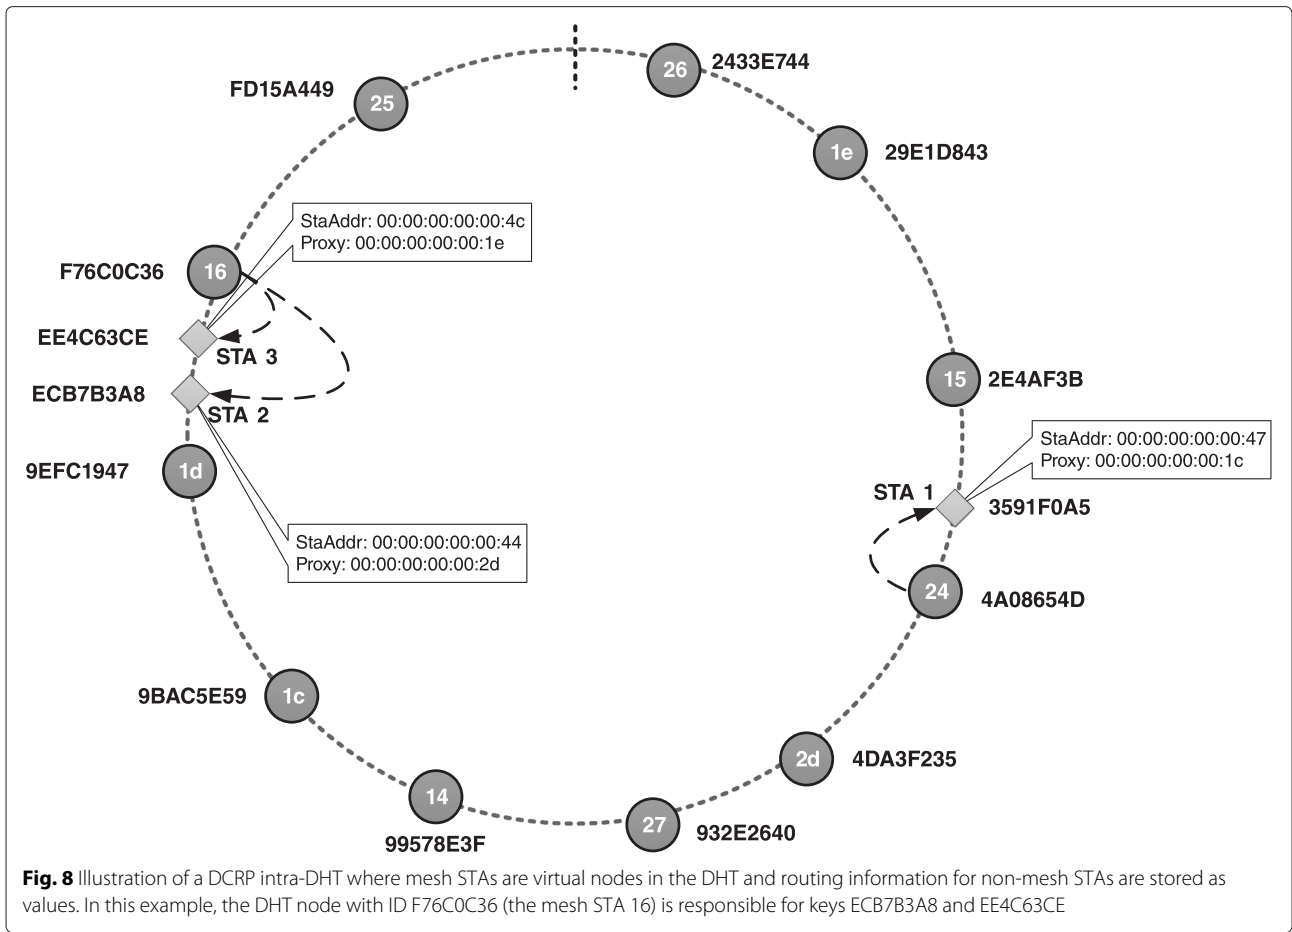 26
2433E744
FD15A449
25
1e
29E1D843
StaAddr: 00:00:00:00:00:4c
Proxy: 00:00:00:00:00:1e
F76C0C36
16
EE4C63CE
STA 3
15
2E4AF3B
ECB7B3A8
STA 2
StaAddr: 00:00:00:00:00:47
Proxy: 00:00:00:00:00:1c
9EFC1947
1d
STA 1
3591F0A5
StaAddr: 00:00:00:00:00:44
Proxy: 00:00:00:00:00:2d
24
4A08654D
9BAC5E59
1c
2d
4DA3F235
14
99578E3F
27
932E2640
Fig. 8 Illustration of a DCRP intra-DHT where mesh STAs are virtual nodes in the DHT and routing information for non-mesh STAs are stored as
values. In this example, the DHT node with ID F76C0C36 (the mesh STA 16) is responsible for keys ECB7B3A8 and EE4C63CE